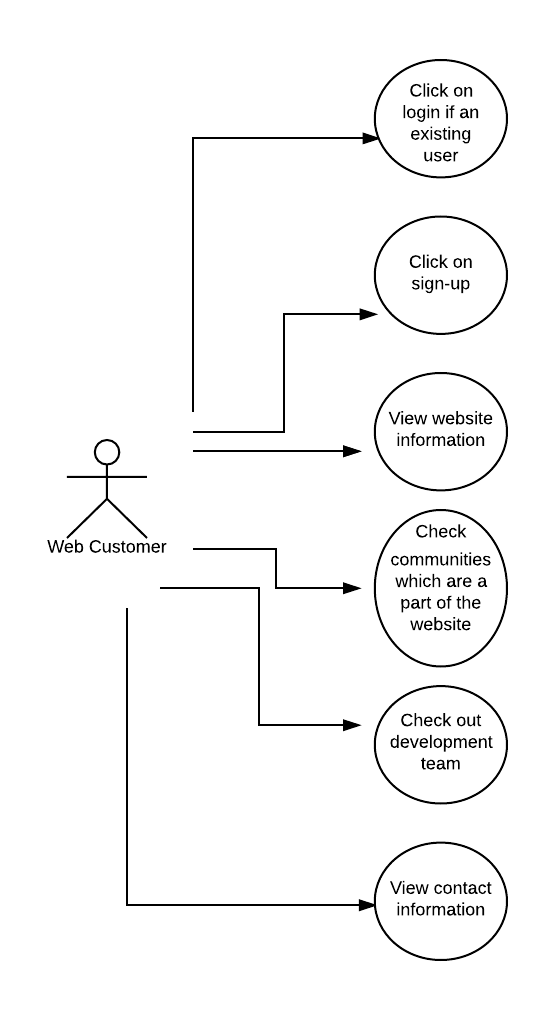 Click on
login if an
existing
user
Click on
sign-up
View website
information
Web Customer
Check
communities
which are a
part of the
website
Check out
development
team
View contact
information